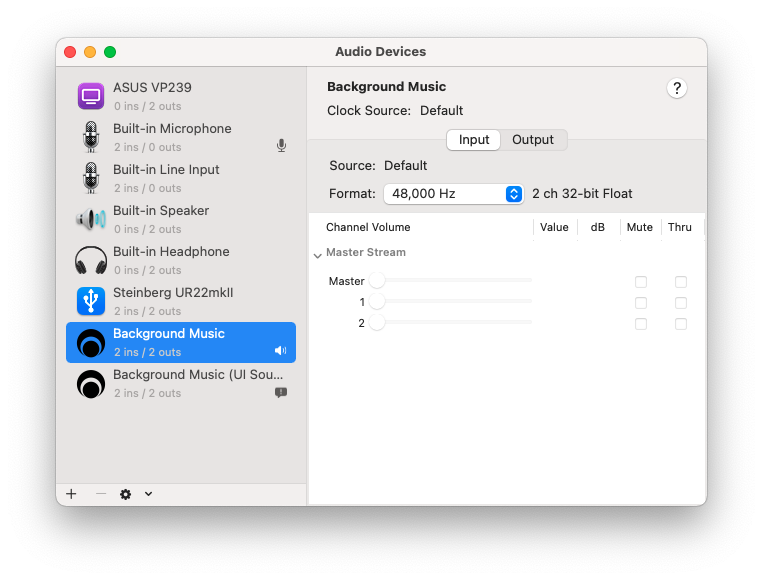 Audio Devices
ASUS VP239
0 ins / 2 outs
Built-in Microphone
2 ins / 0 outs
Built-in Line Input
2 ins / 0 outs
Built-in Speaker
0 ins / 2 outs
Built-in Headphone
0 ins / 2 outs
Steinberg UR22mkII
2 ins / 2 outs
Background Music
2 ins / 2 outs
Background Music (UI Sou...
2 ins / 2 outs
Background Music
?
Clock Source: Default
Input Output
Source: Default
Format: 48,000 Hz 2 ch 32-bit Float
Channel Volume Value dB Mute Thru
Master Stream
Master
1
2